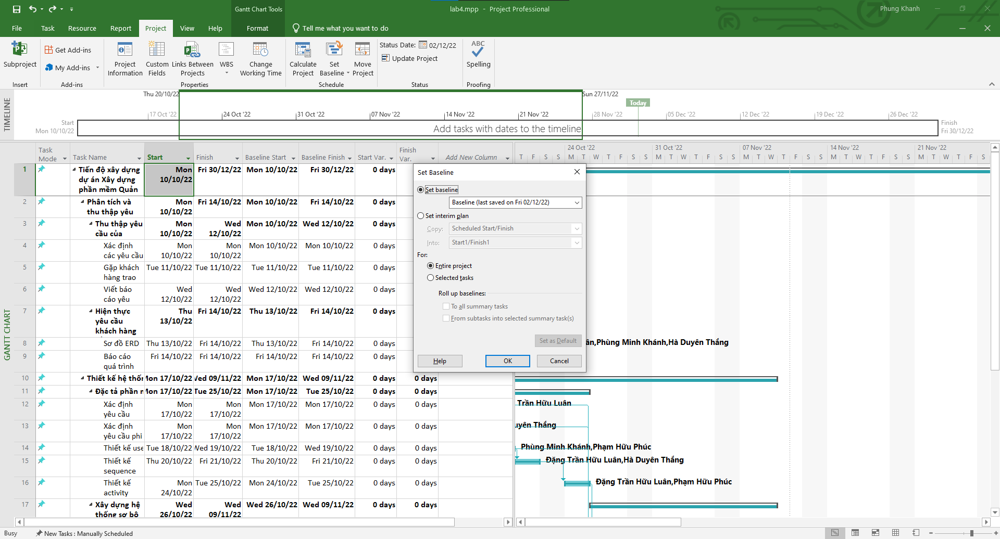 Gantt Chart Tools
lab4.mpp - Project Professional
Phung Khanh
File Task Resource Report Project View Help Format Tell me what you want to do
Subproject
Insert
Get Add-ins
My Add-ins
Add-ins
Project Information
Custom Fields
Links Between Projects
WBS
Change Working Time
Properties
Calculate Project
Set Baseline
Move Project
Schedule
Status Date: 02/12/22
Update Project
Status
ABC
Spelling
Proofing
TIMELINE
Thu 20/10/22
Sun 27/11/22
Today
17 Oct '22 24 Oct '22 31 Oct '22 07 Nov '22 14 Nov '22 21 Nov '22 28 Nov '22 05 Dec '22 12 Dec '22 19 Dec '22 26 Dec '22
Start
Mon 10/10/22
Add tasks with dates to the timeline
Finish
Fri 30/12/22
GANTT CHART
Task Mode Task Name Start Finish Baseline Start Baseline Finish Start Var. Finish Var. Add New Column
24 Oct '22 31 Oct '22 07 Nov '22 14 Nov '22 21 Nov '22
T F S S M T W T F S S M T W T F S S M T W T F S S M T W T F S S M T W T F S
1 Tiến độ xây dựng dự án Xây dựng phần mềm Quản Mon 10/10/22 Fri 30/12/22 Mon 10/10/22 Fri 30/12/22 0 days
2 Phân tích và thu thập yêu Mon 10/10/22 Fri 14/10/22 Mon 10/10/22 Fri 14/10/22 0 days
3 Thu thập yêu cầu của Mon 10/10/22 Wed 12/10/22 Mon 10/10/22 Wed 12/10/22 0 days
4 Xác định các yêu cầu Mon 10/10/22 Mon 10/10/22 Mon 10/10/22 Mon 10/10/22 0 days
5 Gặp khách hàng trao Tue 11/10/22 Tue 11/10/22 Tue 11/10/22 Tue 11/10/22 0 days
6 Viết báo cáo yêu Wed 12/10/22 Wed 12/10/22 Wed 12/10/22 Wed 12/10/22 0 days
7 Hiện thực yêu cầu khách hàng Thu 13/10/22 Fri 14/10/22 Thu 13/10/22 Fri 14/10/22 0 days
8 Sơ đồ ERD Thu 13/10/22 Fri 14/10/22 Thu 13/10/22 Fri 14/10/22 0 days
9 Báo cáo quá trình Fri 14/10/22 Fri 14/10/22 Fri 14/10/22 Fri 14/10/22 0 days
10 Thiết kế hệ thối Mon 17/10/22 Wed 09/11/22 Mon 17/10/22 Wed 09/11/22 0 days 0 days
11 Đặc tả phần Mon 17/10/22 Tue 25/10/22 Mon 17/10/22 Tue 25/10/22 0 days 0 days
12 Xác định yêu cầu Mon 17/10/22 Mon 17/10/22 Mon 17/10/22 Mon 17/10/22 0 days 0 days
13 Xác định yêu cầu phi Mon 17/10/22 Mon 17/10/22 Mon 17/10/22 Mon 17/10/22 0 days 0 days
14 Thiết kế use Tue 18/10/22 Wed 19/10/22 Tue 18/10/22 Wed 19/10/22 0 days 0 days
15 Thiết kế sequence Thu 20/10/22 Fri 21/10/22 Thu 20/10/22 Fri 21/10/22 0 days 0 days
16 Thiết kế activity Mon 24/10/22 Tue 25/10/22 Mon 24/10/22 Tue 25/10/22 0 days 0 days
17 Xây dựng hệ thống sơ bộ Wed 26/10/22 Wed 09/11/22 Wed 26/10/22 Wed 09/11/22 0 days 0 days
Set Baseline
Set baseline
Baseline (last saved on Fri 02/12/22)
Set interim plan
Copy: Scheduled Start/Finish
Into: Start1/Finish1
For:
Entire project
Selected tasks
Roll up baselines:
To all summary tasks
From subtasks into selected summary task(s)
Set as Default
Help OK Cancel
ân,Phùng Minh Khánh,Hà Duyên Thắng
Trần Hữu Luân
uyên Thắng
Phùng Minh Khánh,Phạm Hữu Phúc
Đặng Trần Hữu Luân,Hà Duyên Thắng
Đặng Trần Hữu Luân,Phạm Hữu Phúc
Busy New Tasks : Manually Scheduled